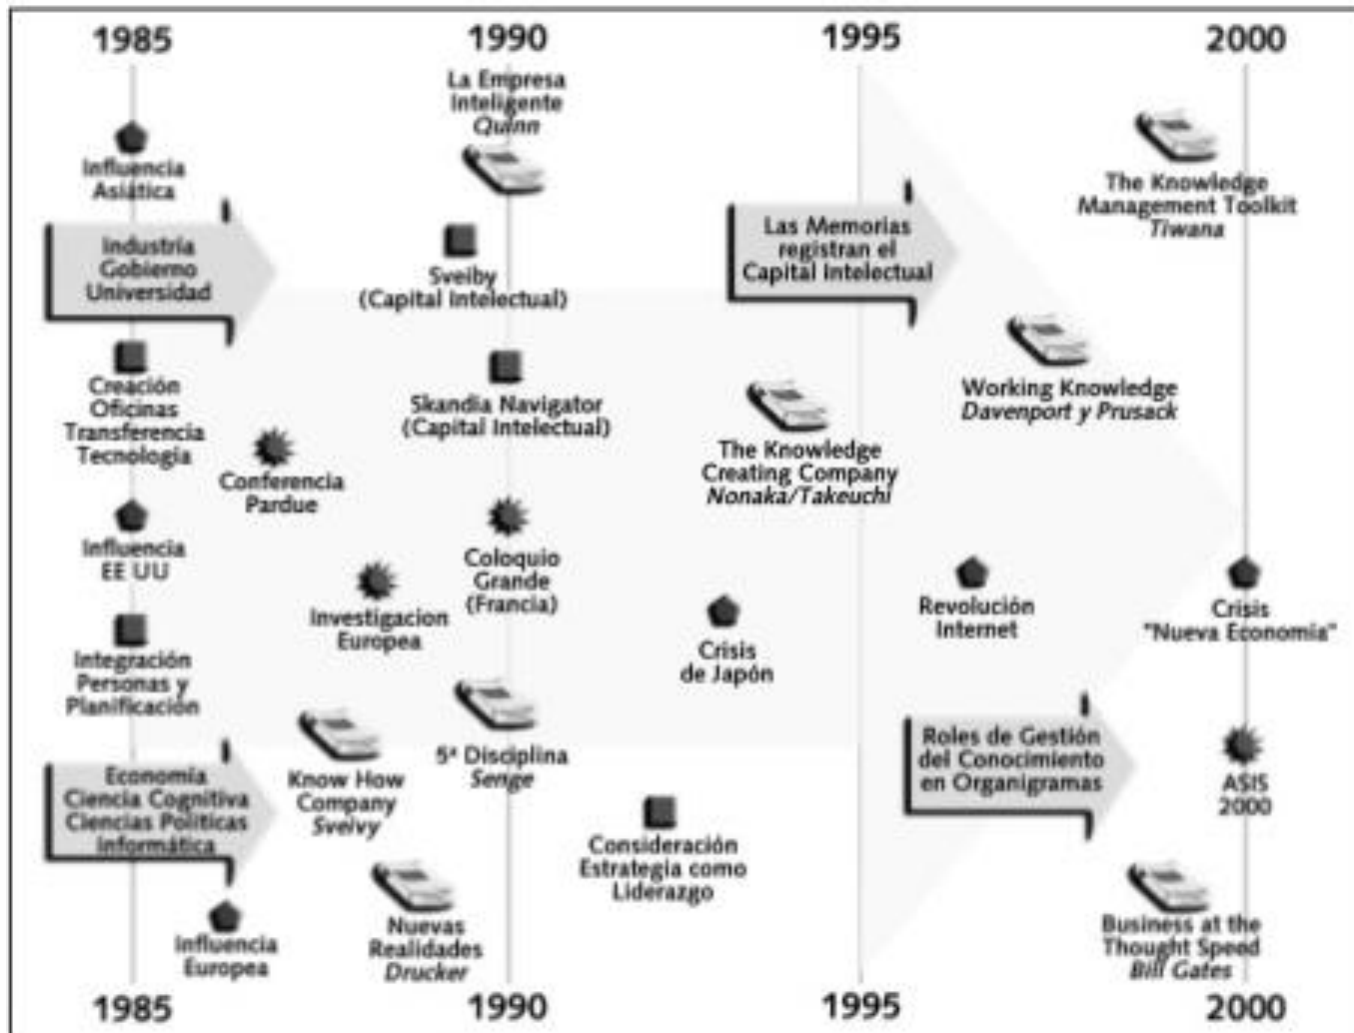 1985
1990
1995
2000
La Empresa
Inteligente
Quinn
Influencia
Asiática
The Knowledge
Management Toolkit
Tiwana
Industria
Gobierno
Universidad
Sveiby
(Capital Intelectual)
Las Memorias
registran el
Capital Intelectual
Creación
Oficinas
Transferencia
Tecnología
Skandia Navigator
(Capital Intelectual)
Working Knowledge
Davenport y Prusack
Conferencia
Pardue
The Knowledge
Creating Company
Nonaka/Takeuchi
Influencia
EE UU
Coloquio
Grande
(Francia)
Investigacion
Europea
Revolución
Internet
Crisis
"Nueva Economía"
Integración
Personas y
Planificación
Crisis
de Japón
5ª Disciplina
Senge
Roles de Gestión
del Conocimiento
en Organigramas
Economía
Ciencia Cognitiva
Ciencias Políticas
Informática
Know How
Company
Sveivy
ASIS
2000
Consideración
Estrategia como
Liderazgo
Influencia
Europea
Nuevas
Realidades
Drucker
Business at the
Thought Speed
Bill Gates
1985
1990
1995
2000